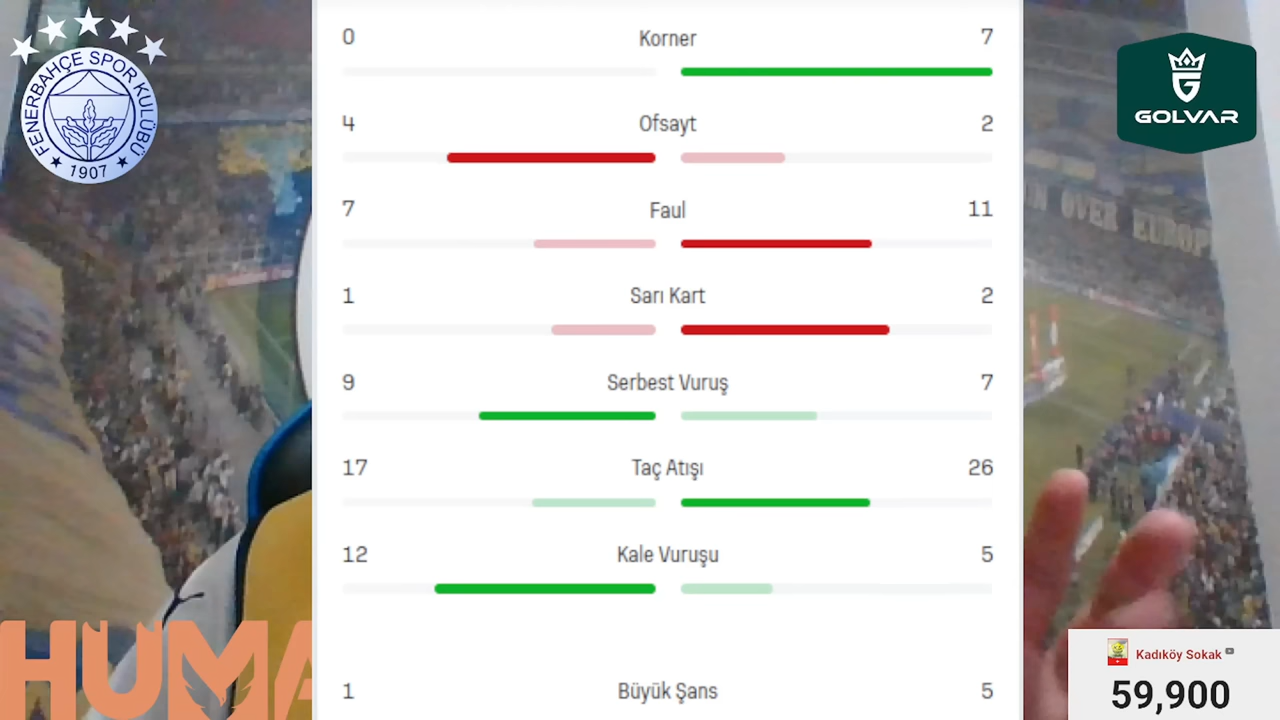 FENERBAHÇE SPOR KULÜBÜ
1907
GOLVAR
0 Korner 7
4 Ofsayt 2
7 Faul 11
1 Sarı Kart 2
9 Serbest Vuruş 7
17 Taç Atışı 26
12 Kale Vuruşu 5
1 Büyük Şans 5
OVER EUROP
HUMA
Kadıköy Sokak
59,900